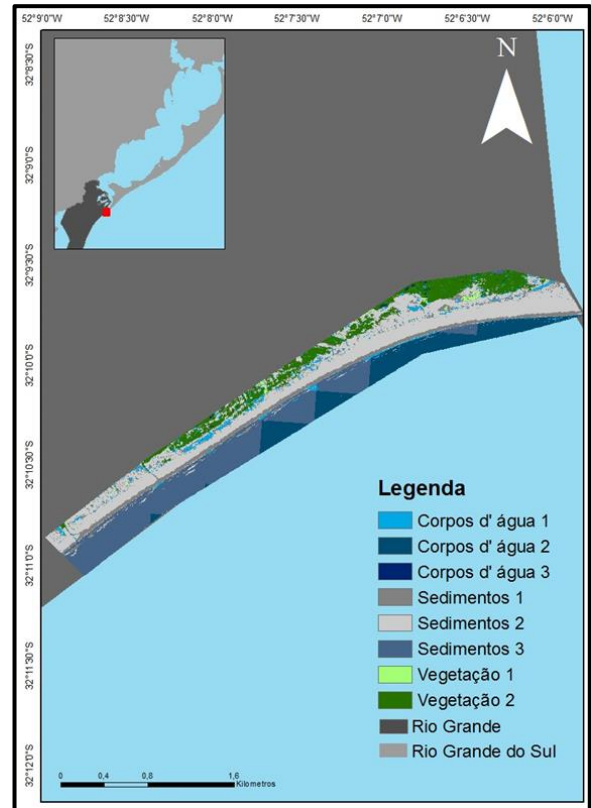 52°9'0"O 52°8'30"O 52°8'0"O 52°7'30"O 52°7'0"O 52°6'30"O 52°6'0"O
N
32°8'30"S
32°9'0"S
32°9'30"S
32°10'0"S
32°10'30"S
32°11'0"S
32°11'30"S
32°12'0"S
Legenda
Corpos d' água 1
Corpos d' água 2
Corpos d' água 3
Sedimentos 1
Sedimentos 2
Sedimentos 3
Vegetação 1
Vegetação 2
Rio Grande
Rio Grande do Sul
0 0,4 0,8 1,6
Kilometros